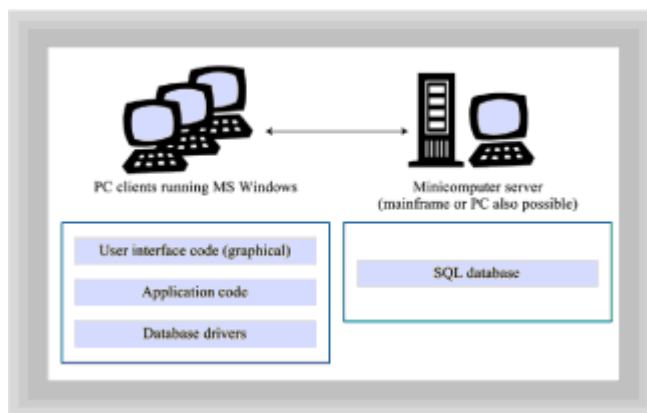 PC clients running MS Windows
Minicomputer server
(mainframe or PC also possible)
User interface code (graphical)
Application code
Database drivers
SQL database